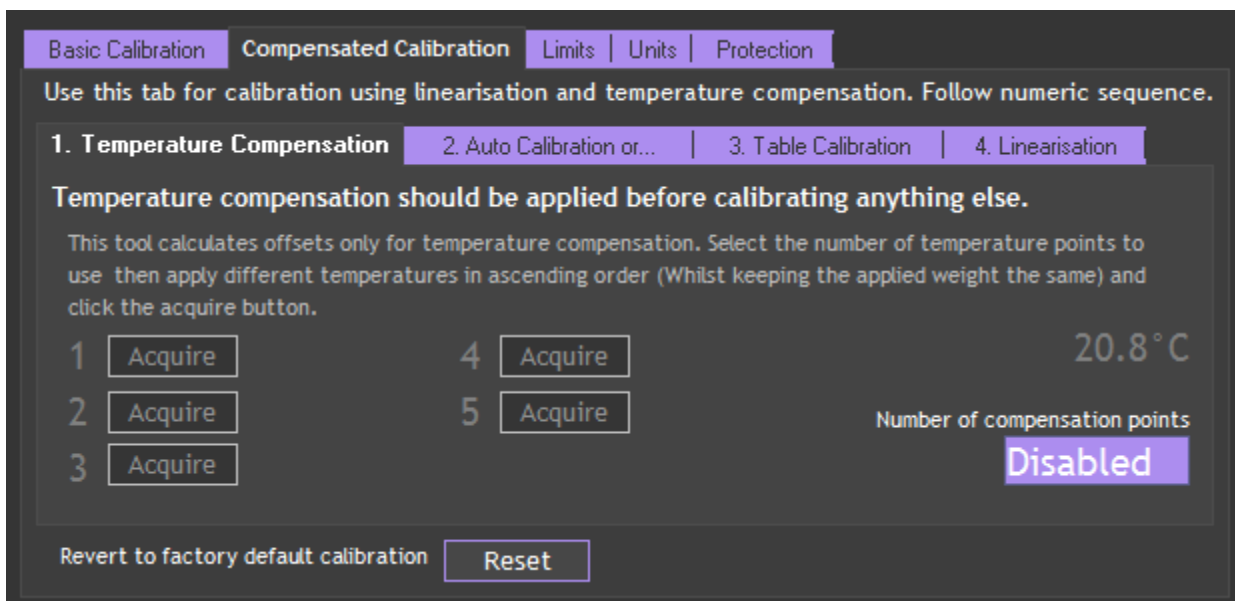 Basic Calibration Compensated Calibration Limits Units Protection
Use this tab for calibration using linearisation and temperature compensation. Follow numeric sequence.
1. Temperature Compensation 2. Auto Calibration or... 3. Table Calibration 4. Linearisation
Temperature compensation should be applied before calibrating anything else.
This tool calculates offsets only for temperature compensation. Select the number of temperature points to
use then apply different temperatures in ascending order (Whilst keeping the applied weight the same) and
click the acquire button.
1 Acquire 4 Acquire 20.8°C
2 Acquire 5 Acquire Number of compensation points
3 Acquire Disabled
Revert to factory default calibration Reset